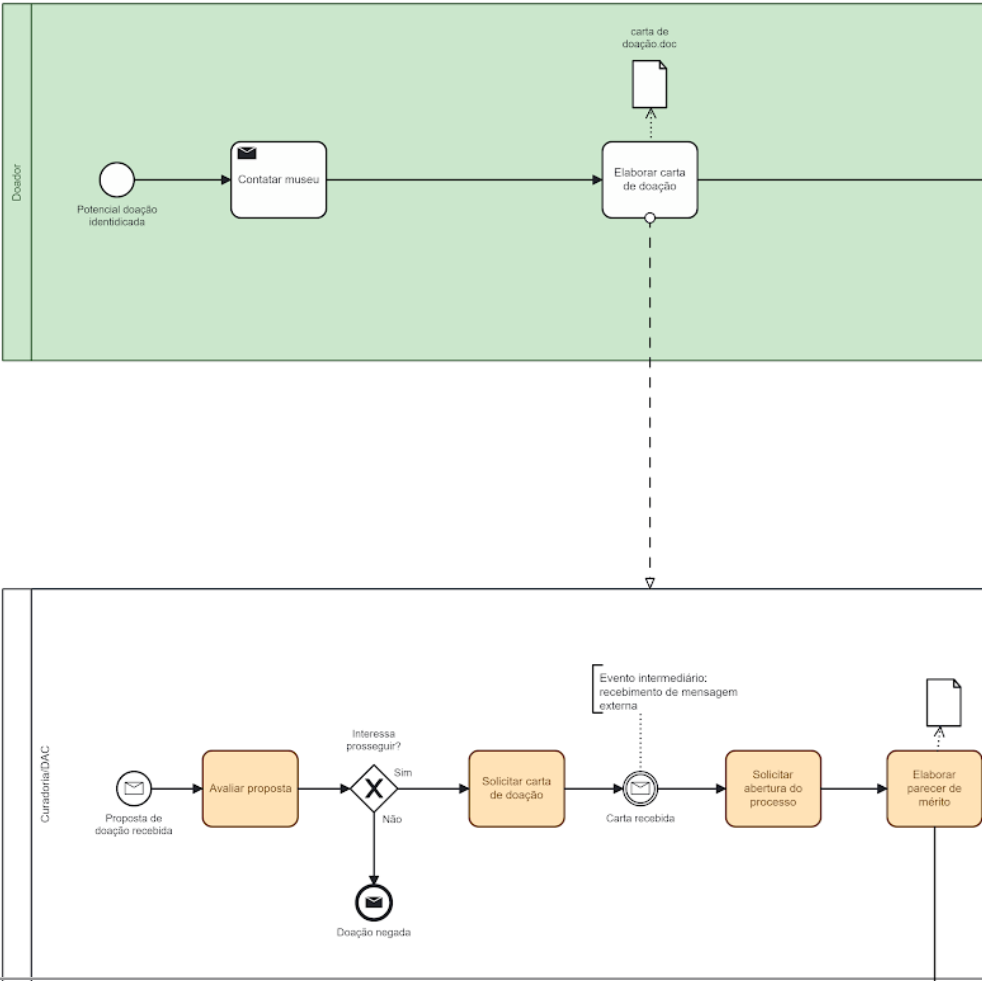 carta de
doação.doc
Doador
Contatar museu
Elaborar carta
de doação
Potencial doação
identidicada
Evento intermediário:
recebimento de mensagem
externa
Interessa
prosseguir?
Curadoria/DAC
Sim
Avaliar proposta
Solicitar carta
de doação
Solicitar
abertura do
processo
Elaborar
parecer de
mérito
Proposta de
doação recebida
Não
Carta recebida
Doação negada